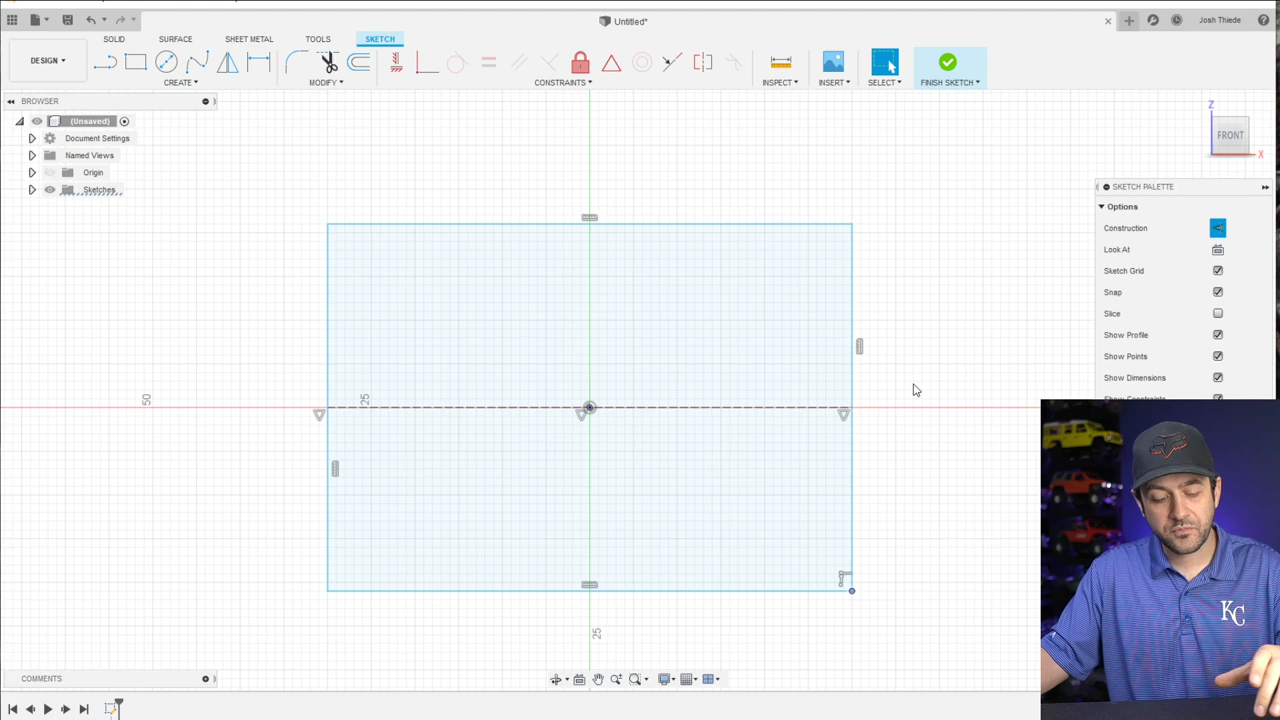 Untitled*
Josh Thiede
DESIGN
SOLID
SURFACE
SHEET METAL
TOOLS
SKETCH
CREATE
MODIFY
CONSTRAINTS
INSPECT
INSERT
SELECT
FINISH SKETCH
BROWSER
(Unsaved)
Document Settings
Named Views
Origin
Sketches
Z
FRONT
X
SKETCH PALETTE
Options
Construction
Look At
Sketch Grid
Snap
Slice
Show Profile
Show Points
Show Dimensions
50
25
25
KC
COMMENTS